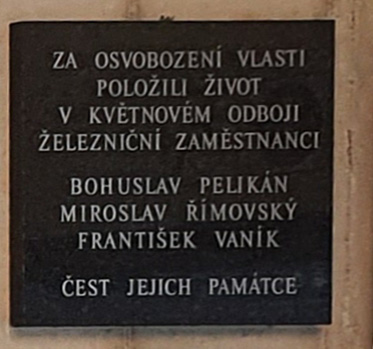 ZA OSVOBOZENÍ VLASTI
POLOŽILI ŽIVOT
V KVĚTNOVÉM ODBOJI
ŽELEZNIČNÍ ZAMĚSTNANCI
BOHUSLAV PELIKÁN
MIROSLAV ŘÍMOVSKÝ
FRANTIŠEK VANÍK
ČEST JEJICH PAMÁTCE